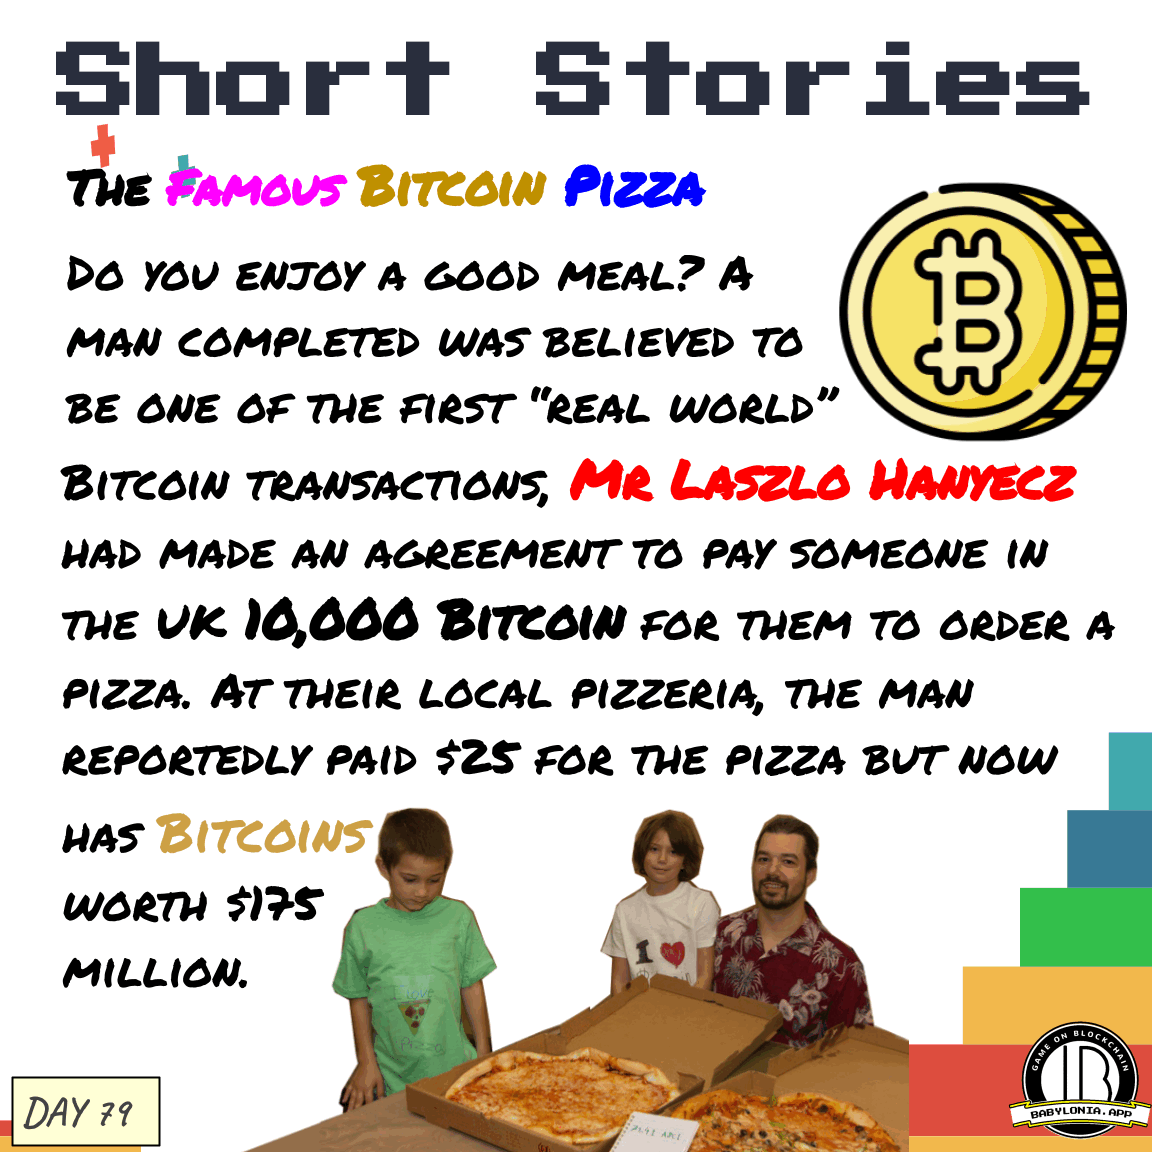 Short Stories
The Famous Bitcoin Pizza
Do you enjoy a good meal? A
man completed was believed to
be one of the first “real world”
Bitcoin transactions, Mr Laszlo Hanyecz
had made an agreement to pay someone in
the UK 10,000 Bitcoin for them to order a
pizza. At their local pizzeria, the man
reportedly paid $25 for the pizza but now
has Bitcoins
worth $175
million.
I love
Pizza
I
DAY 79
GAME ON BLOCKCHAIN
BABYLONIA.APP